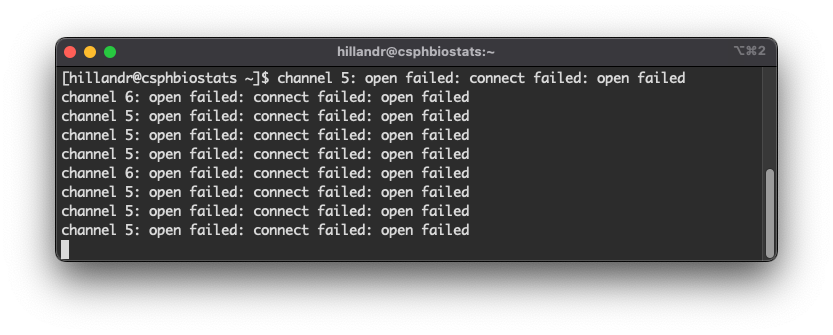 hillandr@csphbiostats:~
⌥⌘2
[hillandr@csphbiostats ~]$ channel 5: open failed: connect failed: open failed
channel 6: open failed: connect failed: open failed
channel 5: open failed: connect failed: open failed
channel 5: open failed: connect failed: open failed
channel 5: open failed: connect failed: open failed
channel 6: open failed: connect failed: open failed
channel 5: open failed: connect failed: open failed
channel 5: open failed: connect failed: open failed
channel 5: open failed: connect failed: open failed